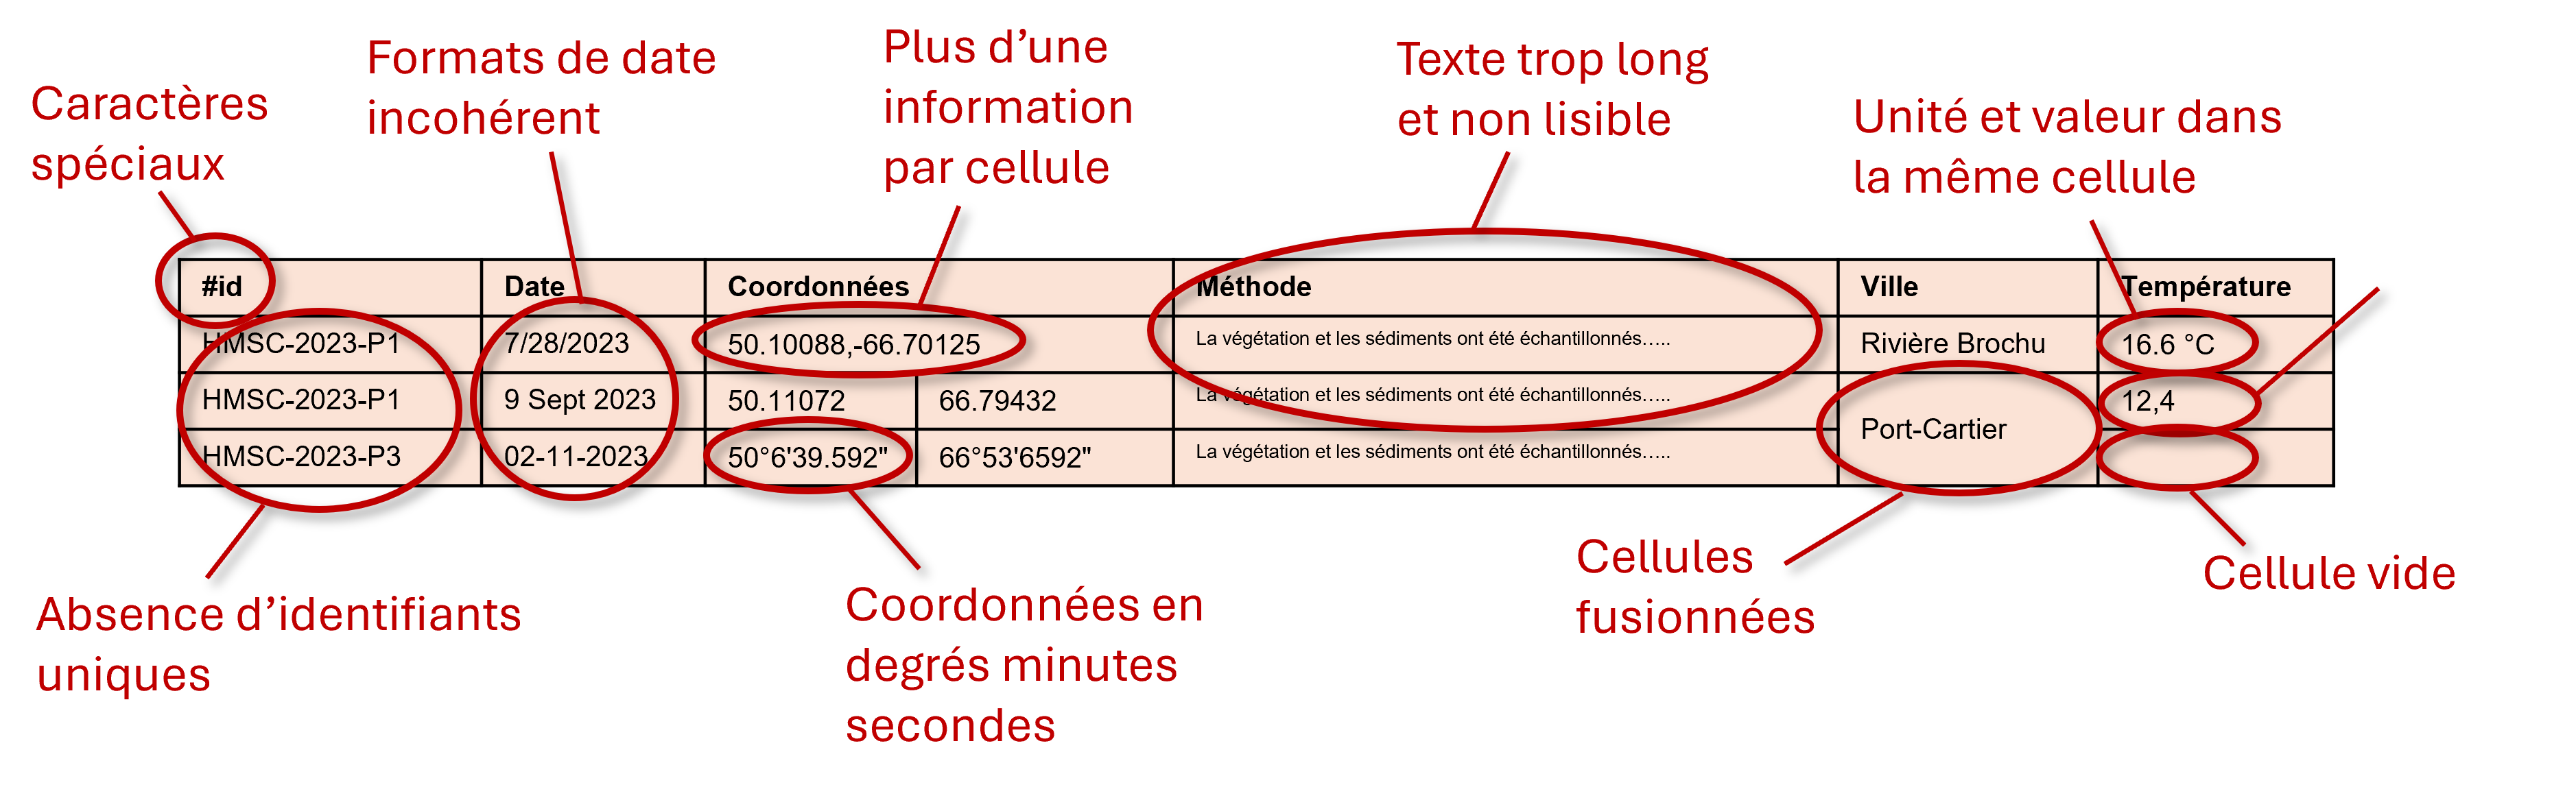 Caractères
spéciaux
Formats de date
incohérent
Plus d’une
information
par cellule
Texte trop long
et non lisible
Unité et valeur dans
la même cellule
#id Date Coordonnées Méthode Ville Température
HMSC-2023-P1 7/28/2023 50.10088,-66.70125 La végétation et les sédiments ont été échantillonnés….. Rivière Brochu 16.6 °C
HMSC-2023-P1 9 Sept 2023 50.11072 66.79432 La végétation et les sédiments ont été échantillonnés….. Port-Cartier 12,4
HMSC-2023-P3 02-11-2023 50°6'39.592" 66°53'6592" La végétation et les sédiments ont été échantillonnés…..
Absence d’identifiants
uniques
Coordonnées en
degrés minutes
secondes
Cellules
fusionnées
Cellule vide